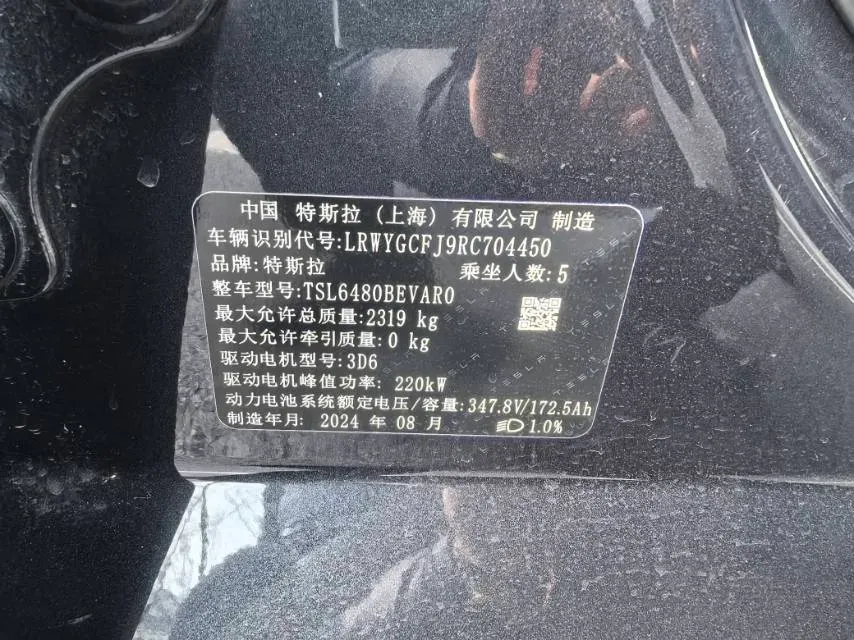 中国 特斯拉（上海）有限公司 制造
车辆识别代号:LRWYGCFJ9RC704450
品牌:特斯拉 乘坐人数:5
整车型号:TSL6480BEVAR0
最大允许总质量:2319 kg
最大允许牵引质量:0 kg
驱动电机型号:3D6
驱动电机峰值功率: 220kW
动力电池系统额定电压/容量:347.8V/172.5Ah
制造年月: 2024 年 08 月 1.0%